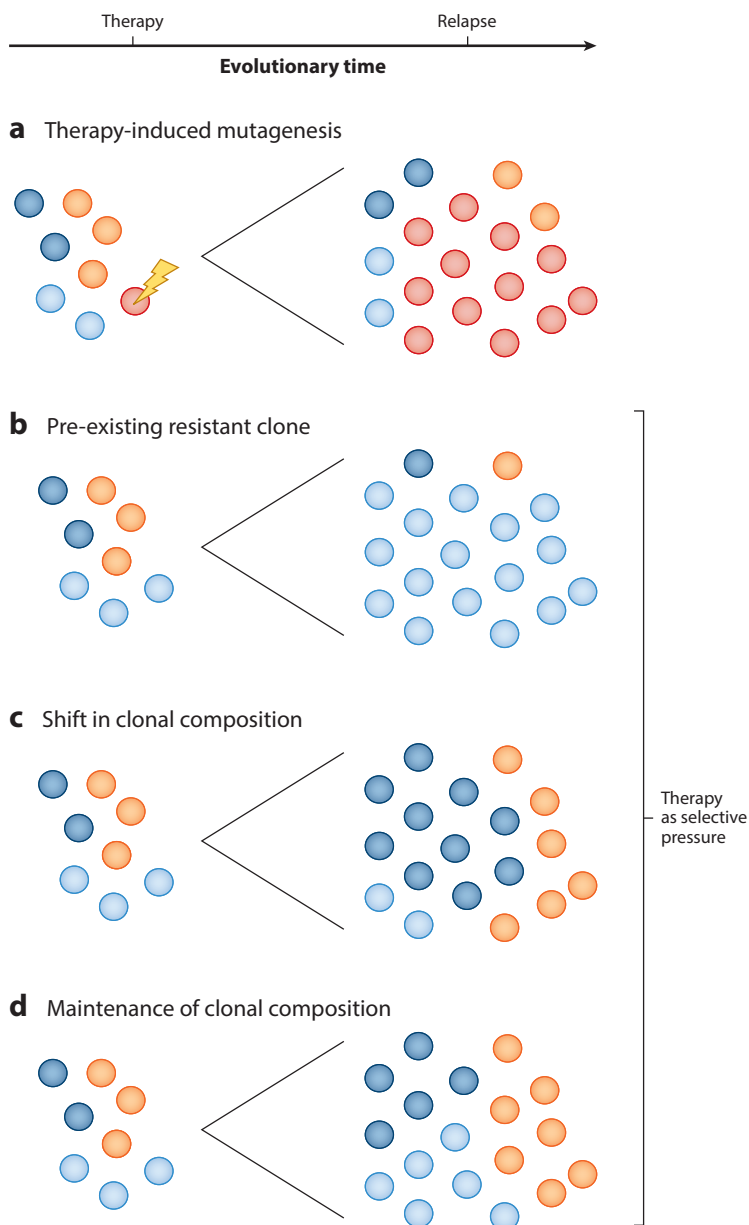 Therapy
Relapse
Evolutionary time
a Therapy-induced mutagenesis
b Pre-existing resistant clone
c Shift in clonal composition
Therapy
as selective
pressure
d Maintenance of clonal composition